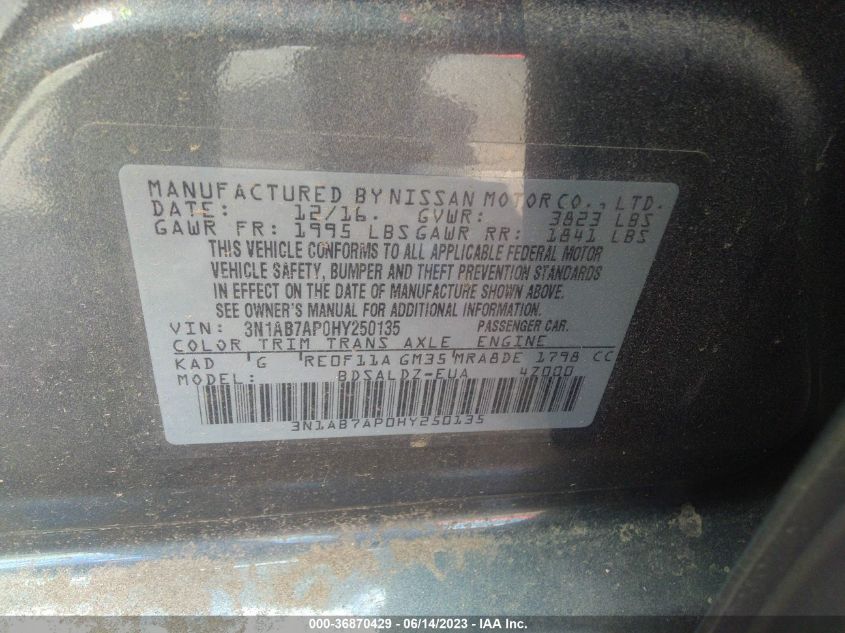 MANUFACTURED BY NISSAN MOTOR CO., LTD.
DATE: 12/16. GVWR: 3823 LBS
GAWR FR: 1995 LBS GAWR RR: 1841 LBS
THIS VEHICLE CONFORMS TO ALL APPLICABLE FEDERAL MOTOR
VEHICLE SAFETY, BUMPER AND THEFT PREVENTION STANDARDS
IN EFFECT ON THE DATE OF MANUFACTURE SHOWN ABOVE.
SEE OWNER'S MANUAL FOR ADDITIONAL INFORMATION.
VIN: 3N1AB7AP0HY250135 PASSENGER CAR.
COLOR TRIM TRANS AXLE ENGINE
KAD G RE0F11A GM35 MRA8DE 1798 CC
MODEL: BDSALDZ-EUA 4Z000
3N1AB7AP0HY250135
000-36870429 - 06/14/2023 - IAA Inc.